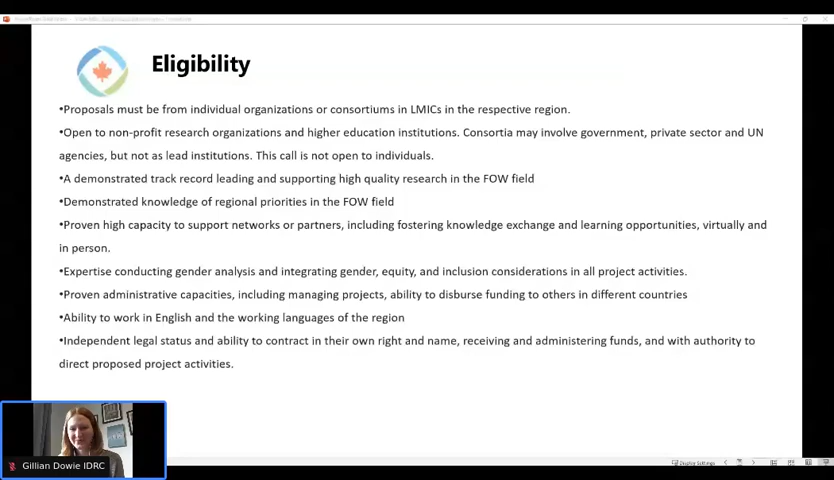 Eligibility
•Proposals must be from individual organizations or consortiums in LMICs in the respective region.
•Open to non-profit research organizations and higher education institutions. Consortia may involve government, private sector and UN
agencies, but not as lead institutions. This call is not open to individuals.
•A demonstrated track record leading and supporting high quality research in the FOW field
•Demonstrated knowledge of regional priorities in the FOW field
•Proven high capacity to support networks or partners, including fostering knowledge exchange and learning opportunities, virtually and
in person.
•Expertise conducting gender analysis and integrating gender, equity, and inclusion considerations in all project activities.
•Proven administrative capacities, including managing projects, ability to disburse funding to others in different countries
•Ability to work in English and the working languages of the region
•Independent legal status and ability to contract in their own right and name, receiving and administering funds, and with authority to
direct proposed project activities.
Gillian Dowie IDRC
Display Settings